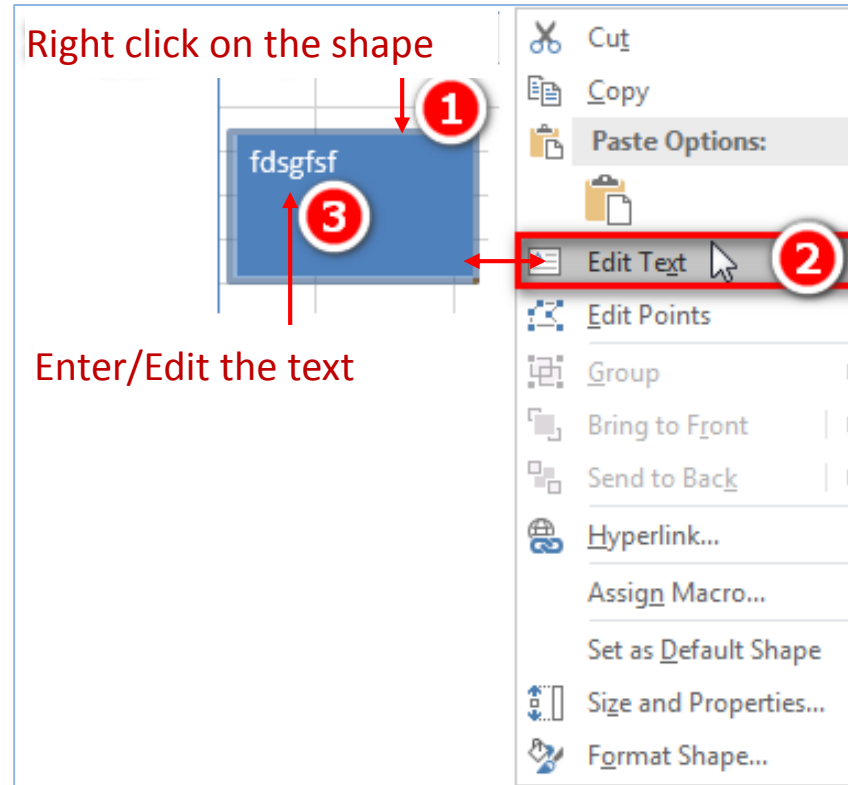 Right click on the shape
1
fdsgfsf
3
Enter/Edit the text
Cut
Copy
Paste Options:
Edit Text
2
Edit Points
Group
Bring to Front
Send to Back
Hyperlink...
Assign Macro...
Set as Default Shape
Size and Properties...
Format Shape...